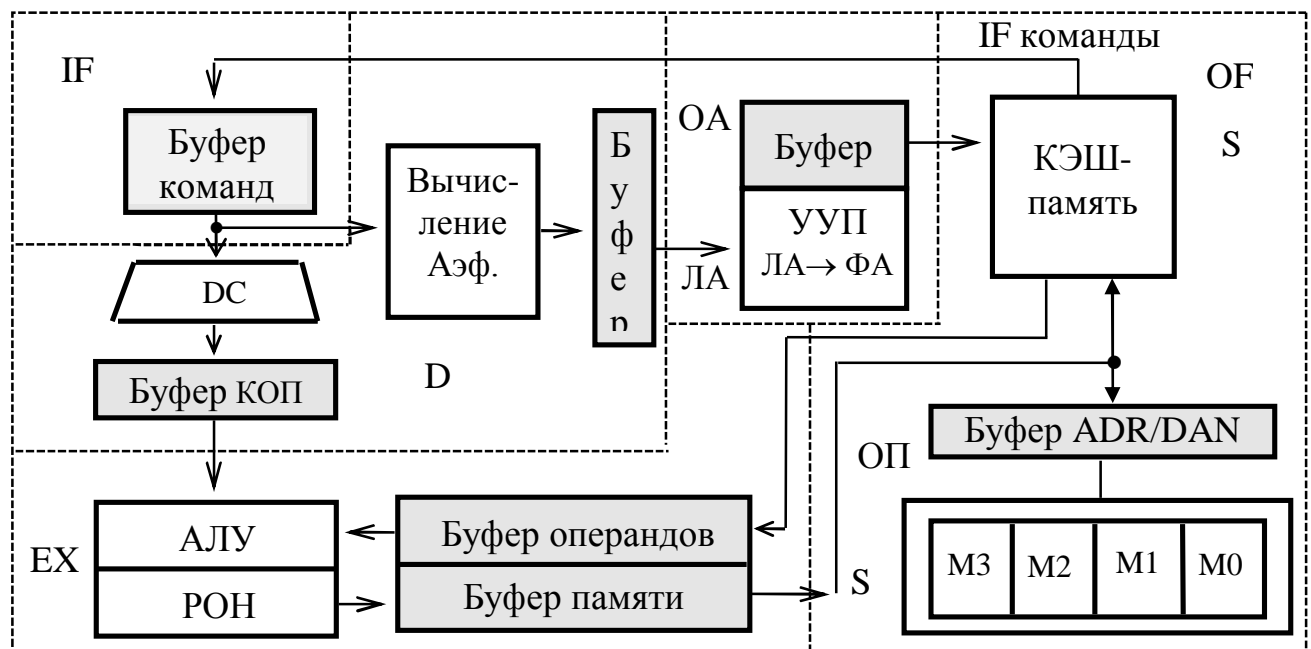 IF команды
IF
OF
S
Буфер
команд
Вычис-
ление
Аэф.
Б
у
ф
е
р
ОА
Буфер
УУП
ЛА→ ФА
ЛА
КЭШ-
память
DC
Буфер КОП
D
Буфер ADR/DAN
ОП
M3 M2 M1 M0
EX
АЛУ
РОН
Буфер операндов
Буфер памяти
S